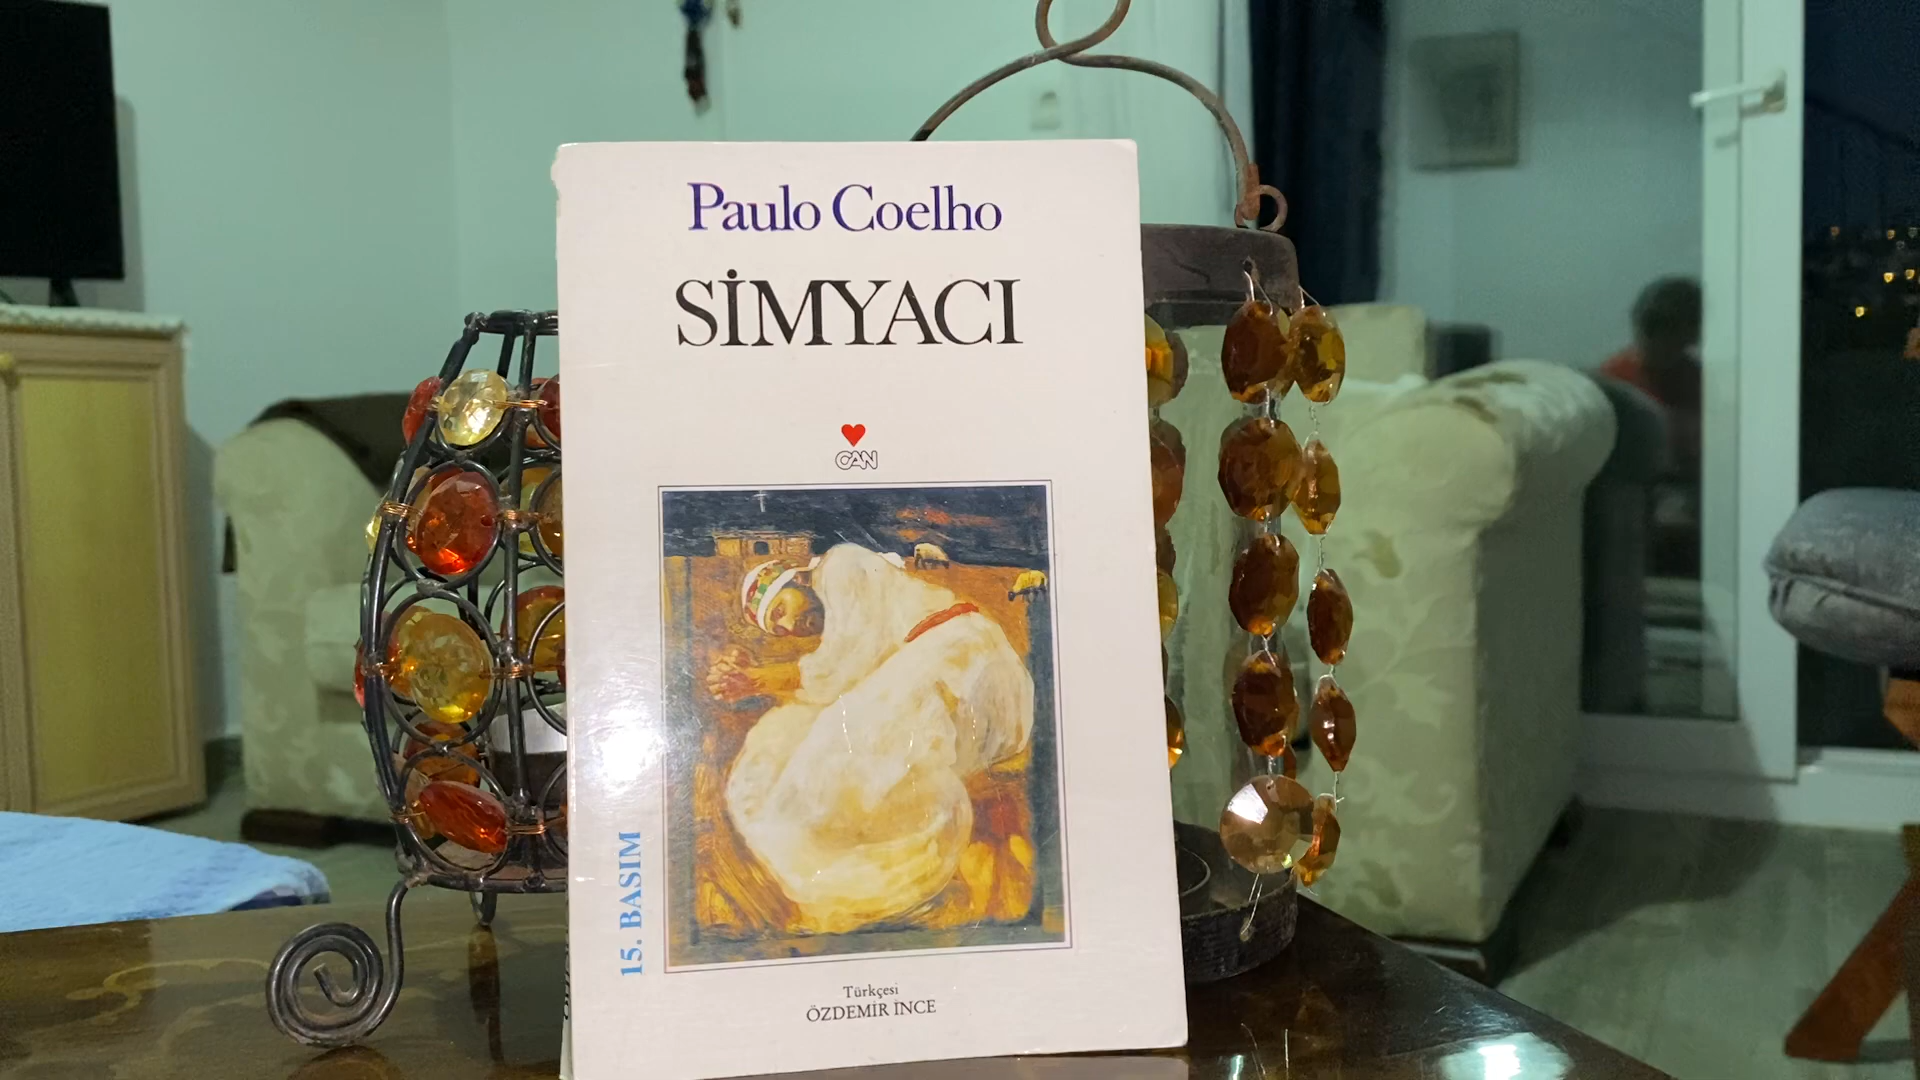 Paulo Coelho
SİMYACI
CAN
15. BASIM
Türkçesi
ÖZDEMİR İNCE